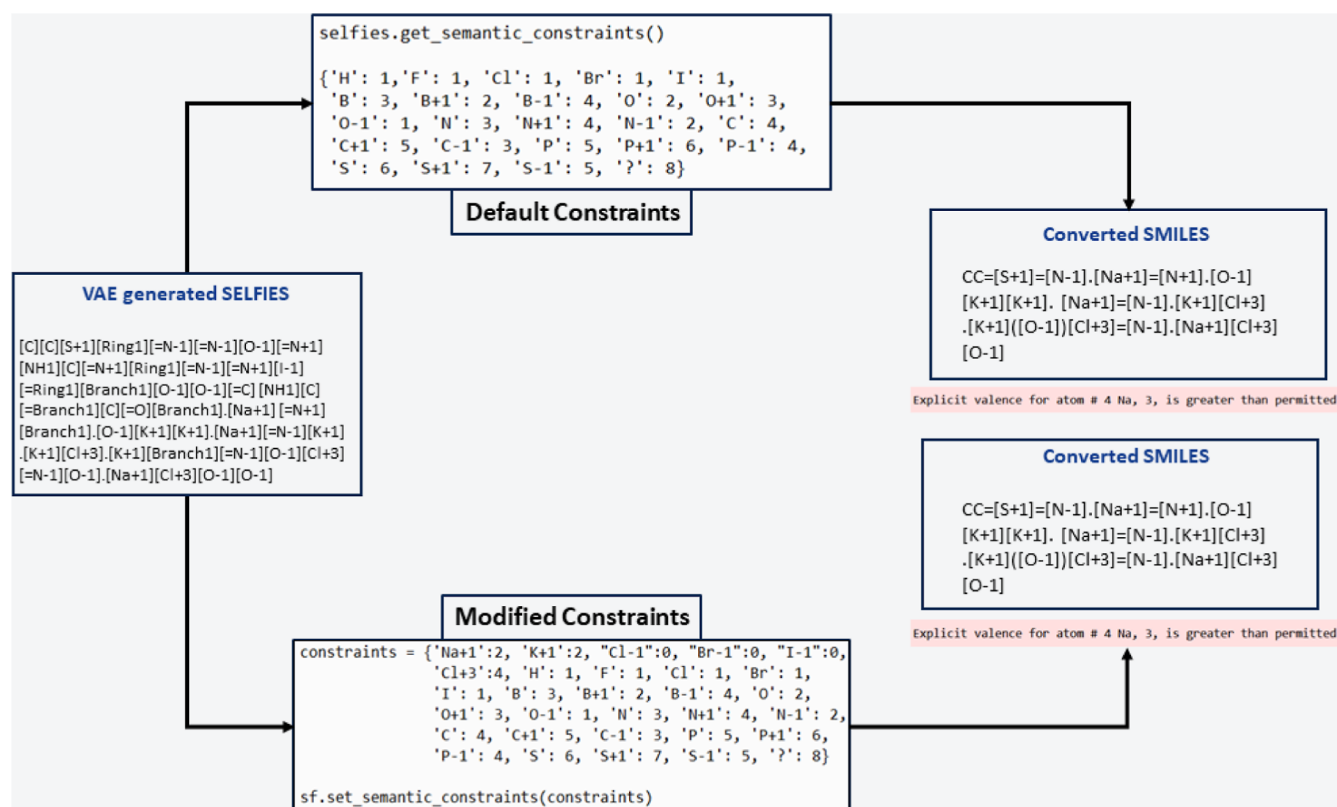 selfies.get_semantic_constraints()
{'H': 1,'F': 1, 'Cl': 1, 'Br': 1, 'I': 1,
'B': 3, 'B+1': 2, 'B-1': 4, 'O': 2, 'O+1': 3,
'O-1': 1, 'N': 3, 'N+1': 4, 'N-1': 2, 'C': 4,
'C+1': 5, 'C-1': 3, 'P': 5, 'P+1': 6, 'P-1': 4,
'S': 6, 'S+1': 7, 'S-1': 5, '?': 8}
Default Constraints
VAE generated SELFIES
[C][C][S+1][Ring1][=N-1][=N-1][O-1][=N+1]
[NH1][C][=N+1][Ring1][=N-1][=N+1][I-1]
[=Ring1][Branch1][O-1][O-1][=C] [NH1][C]
[=Branch1][C][=O][Branch1].[Na+1] [=N+1]
[Branch1].[O-1][K+1][K+1].[Na+1][=N-1][K+1]
.[K+1][Cl+3].[K+1][Branch1][=N-1][O-1][Cl+3]
[=N-1][O-1].[Na+1][Cl+3][O-1][O-1]
Converted SMILES
CC=[S+1]=[N-1].[Na+1]=[N+1].[O-1]
[K+1][K+1]. [Na+1]=[N-1].[K+1][Cl+3]
.[K+1]([O-1])[Cl+3]=[N-1].[Na+1][Cl+3]
[O-1]
Explicit valence for atom # 4 Na, 3, is greater than permitted
Converted SMILES
CC=[S+1]=[N-1].[Na+1]=[N+1].[O-1]
[K+1][K+1]. [Na+1]=[N-1].[K+1][Cl+3]
.[K+1]([O-1])[Cl+3]=[N-1].[Na+1][Cl+3]
[O-1]
Explicit valence for atom # 4 Na, 3, is greater than permitted
Modified Constraints
constraints = {'Na+1':2, 'K+1':2, "Cl-1":0, "Br-1":0, "I-1":0,
'Cl+3':4, 'H': 1, 'F': 1, 'Cl': 1, 'Br': 1,
'I': 1, 'B': 3, 'B+1': 2, 'B-1': 4, 'O': 2,
'O+1': 3, 'O-1': 1, 'N': 3, 'N+1': 4, 'N-1': 2,
'C': 4, 'C+1': 5, 'C-1': 3, 'P': 5, 'P+1': 6,
'P-1': 4, 'S': 6, 'S+1': 7, 'S-1': 5, '?': 8}
sf.set_semantic_constraints(constraints)